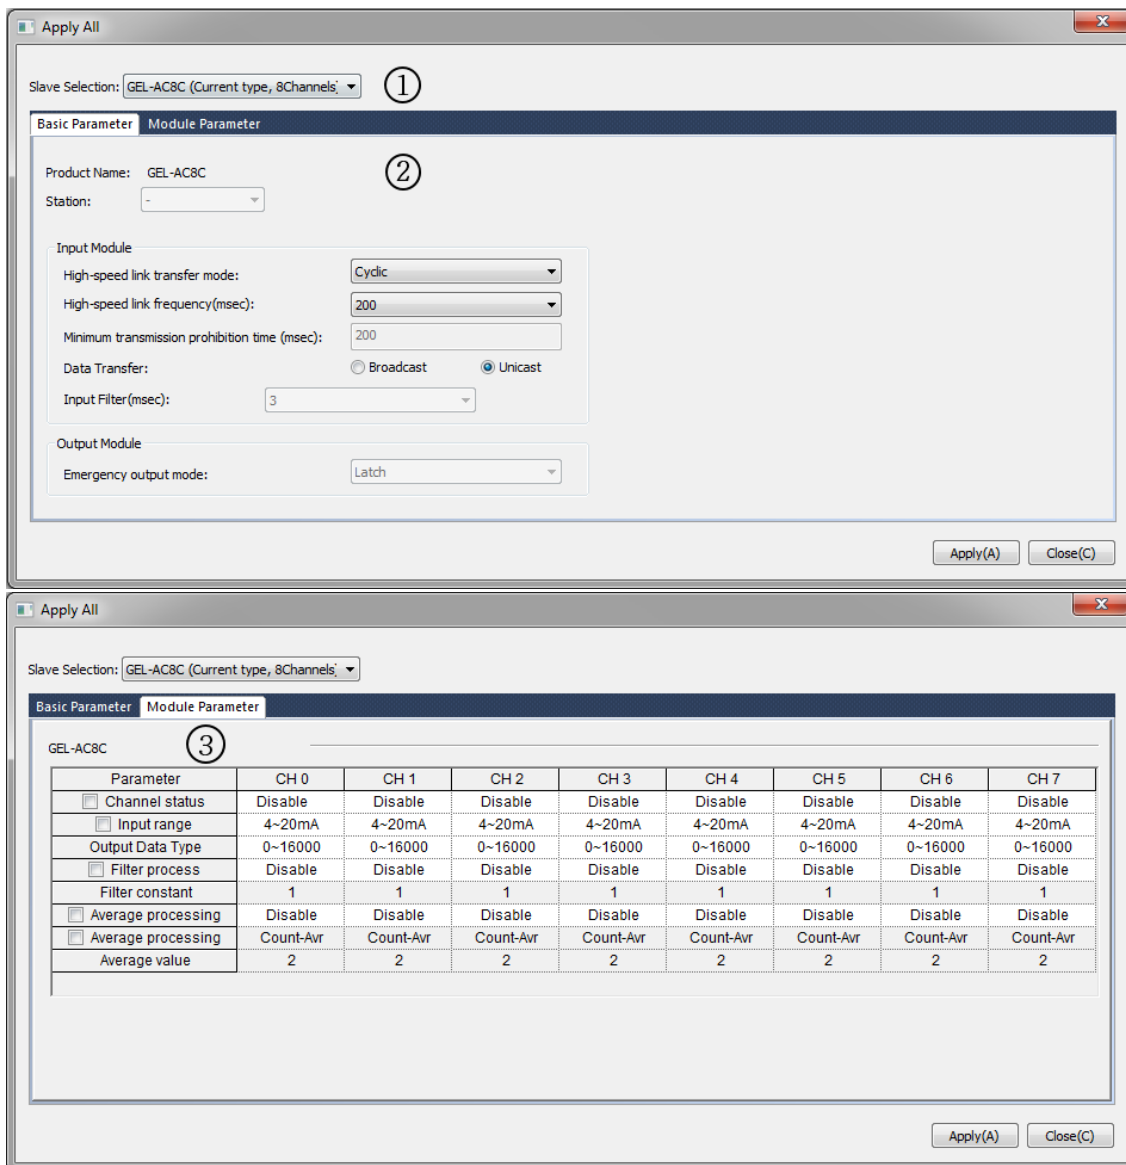 Apply All
X
Slave Selection: GEL-AC8C (Current type, 8Channels) ①
Basic Parameter Module Parameter
Product Name: GEL-AC8C ②
Station: -
Input Module
High-speed link transfer mode: Cyclic
High-speed link frequency(msec): 200
Minimum transmission prohibition time (msec): 200
Data Transfer: Broadcast Unicast
Input Filter(msec): 3
Output Module
Emergency output mode: Latch
Apply(A) Close(C)
Apply All
X
Slave Selection: GEL-AC8C (Current type, 8Channels)
Basic Parameter Module Parameter
GEL-AC8C ③
Parameter CH 0 CH 1 CH 2 CH 3 CH 4 CH 5 CH 6 CH 7
Channel status Disable Disable Disable Disable Disable Disable Disable Disable
Input range 4~20mA 4~20mA 4~20mA 4~20mA 4~20mA 4~20mA 4~20mA 4~20mA
Output Data Type 0~16000 0~16000 0~16000 0~16000 0~16000 0~16000 0~16000 0~16000
Filter process Disable Disable Disable Disable Disable Disable Disable Disable
Filter constant 1 1 1 1 1 1 1 1
Average processing Disable Disable Disable Disable Disable Disable Disable Disable
Average processing Count-Avr Count-Avr Count-Avr Count-Avr Count-Avr Count-Avr Count-Avr Count-Avr
Average value 2 2 2 2 2 2 2 2
Apply(A) Close(C)